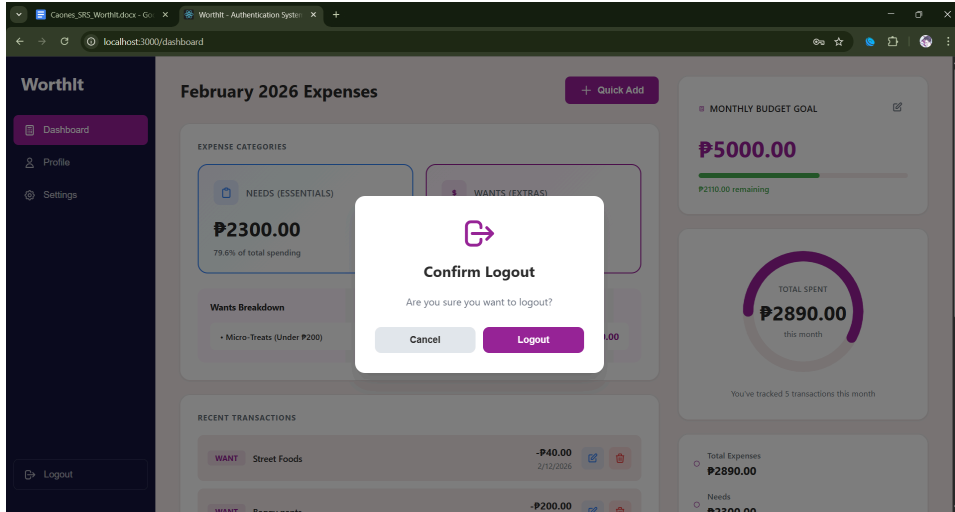 Caones_SRS_WorthIt.docx - Go
WorthIt - Authentication System
localhost:3000/dashboard
WorthIt
Dashboard
Profile
Settings
Logout
February 2026 Expenses
Quick Add
EXPENSE CATEGORIES
NEEDS (ESSENTIALS)
₱2300.00
79.6% of total spending
$
WANTS (EXTRAS)
Wants Breakdown
• Micro-Treats (Under ₱200)
.00
RECENT TRANSACTIONS
WANT
Street Foods
-₱40.00
2/12/2026
WANT
-₱200.00
Confirm Logout
Are you sure you want to logout?
Cancel
Logout
MONTHLY BUDGET GOAL
₱5000.00
₱2110.00 remaining
TOTAL SPENT
₱2890.00
this month
You've tracked 5 transactions this month
Total Expenses
₱2890.00
Needs
₱2300.00